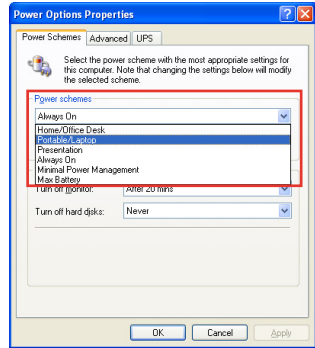 Power Options Properties
Power Schemes Advanced UPS
Select the power scheme with the most appropriate settings for
this computer. Note that changing the settings below will modify
the selected scheme.
Power schemes
Always On
Home/Office Desk
Portable/Laptop
Presentation
Always On
Minimal Power Management
Max Battery
Turn off monitor: After 20 mins
Turn off hard disks: Never
OK Cancel Apply